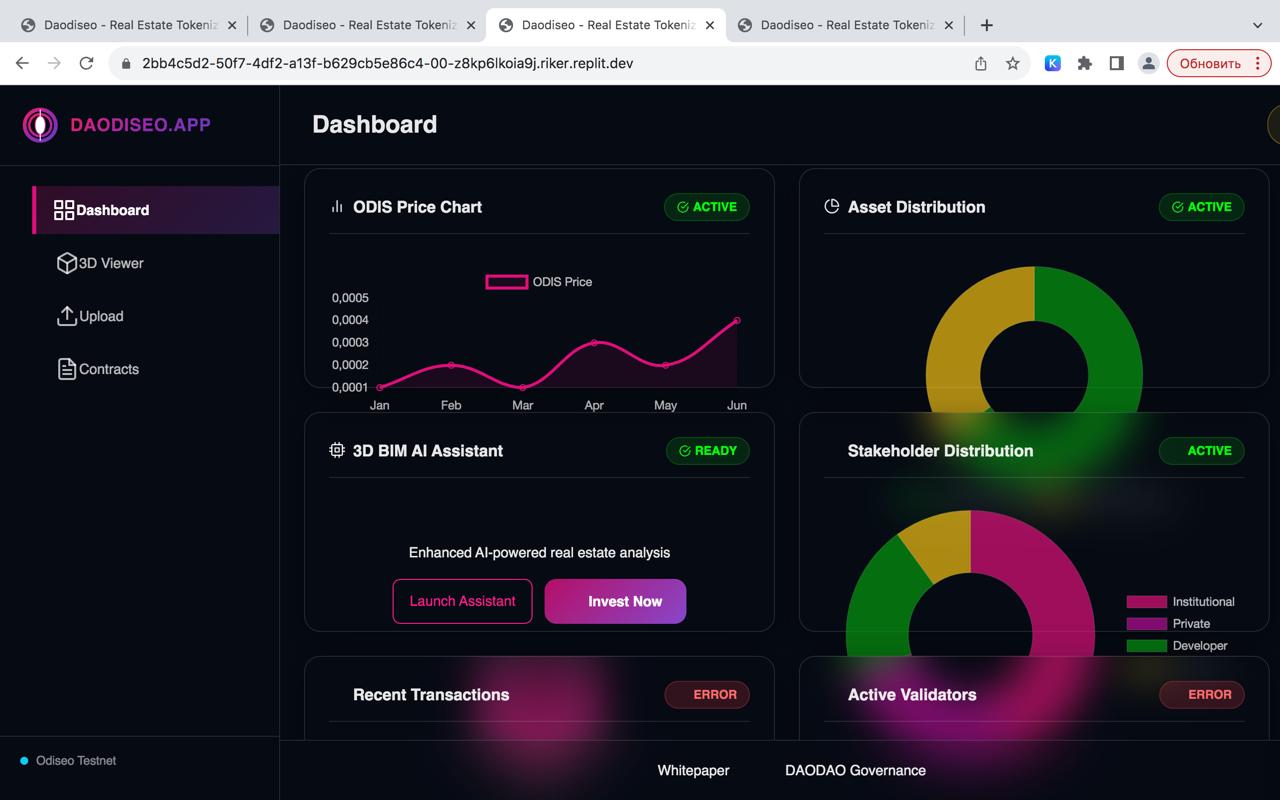 Daodiseo - Real Estate Tokeniz
Daodiseo - Real Estate Tokeniz
Daodiseo - Real Estate Tokeniz
Daodiseo - Real Estate Tokeniz
2bb4c5d2-50f7-4df2-a13f-b629cb5e86c4-00-z8kp6lkoia9j.riker.replit.dev
K
Обновить
DAODISEO.APP
Dashboard
Dashboard
3D Viewer
Upload
Contracts
Odiseo Testnet
ODIS Price Chart
ACTIVE
ODIS Price
0,0005
0,0004
0,0003
0,0002
0,0001
Jan Feb Mar Apr May Jun
Asset Distribution
ACTIVE
3D BIM AI Assistant
READY
Enhanced AI-powered real estate analysis
Launch Assistant
Invest Now
Stakeholder Distribution
ACTIVE
Institutional
Private
Developer
Recent Transactions
ERROR
Active Validators
ERROR
Whitepaper
DAODAO Governance